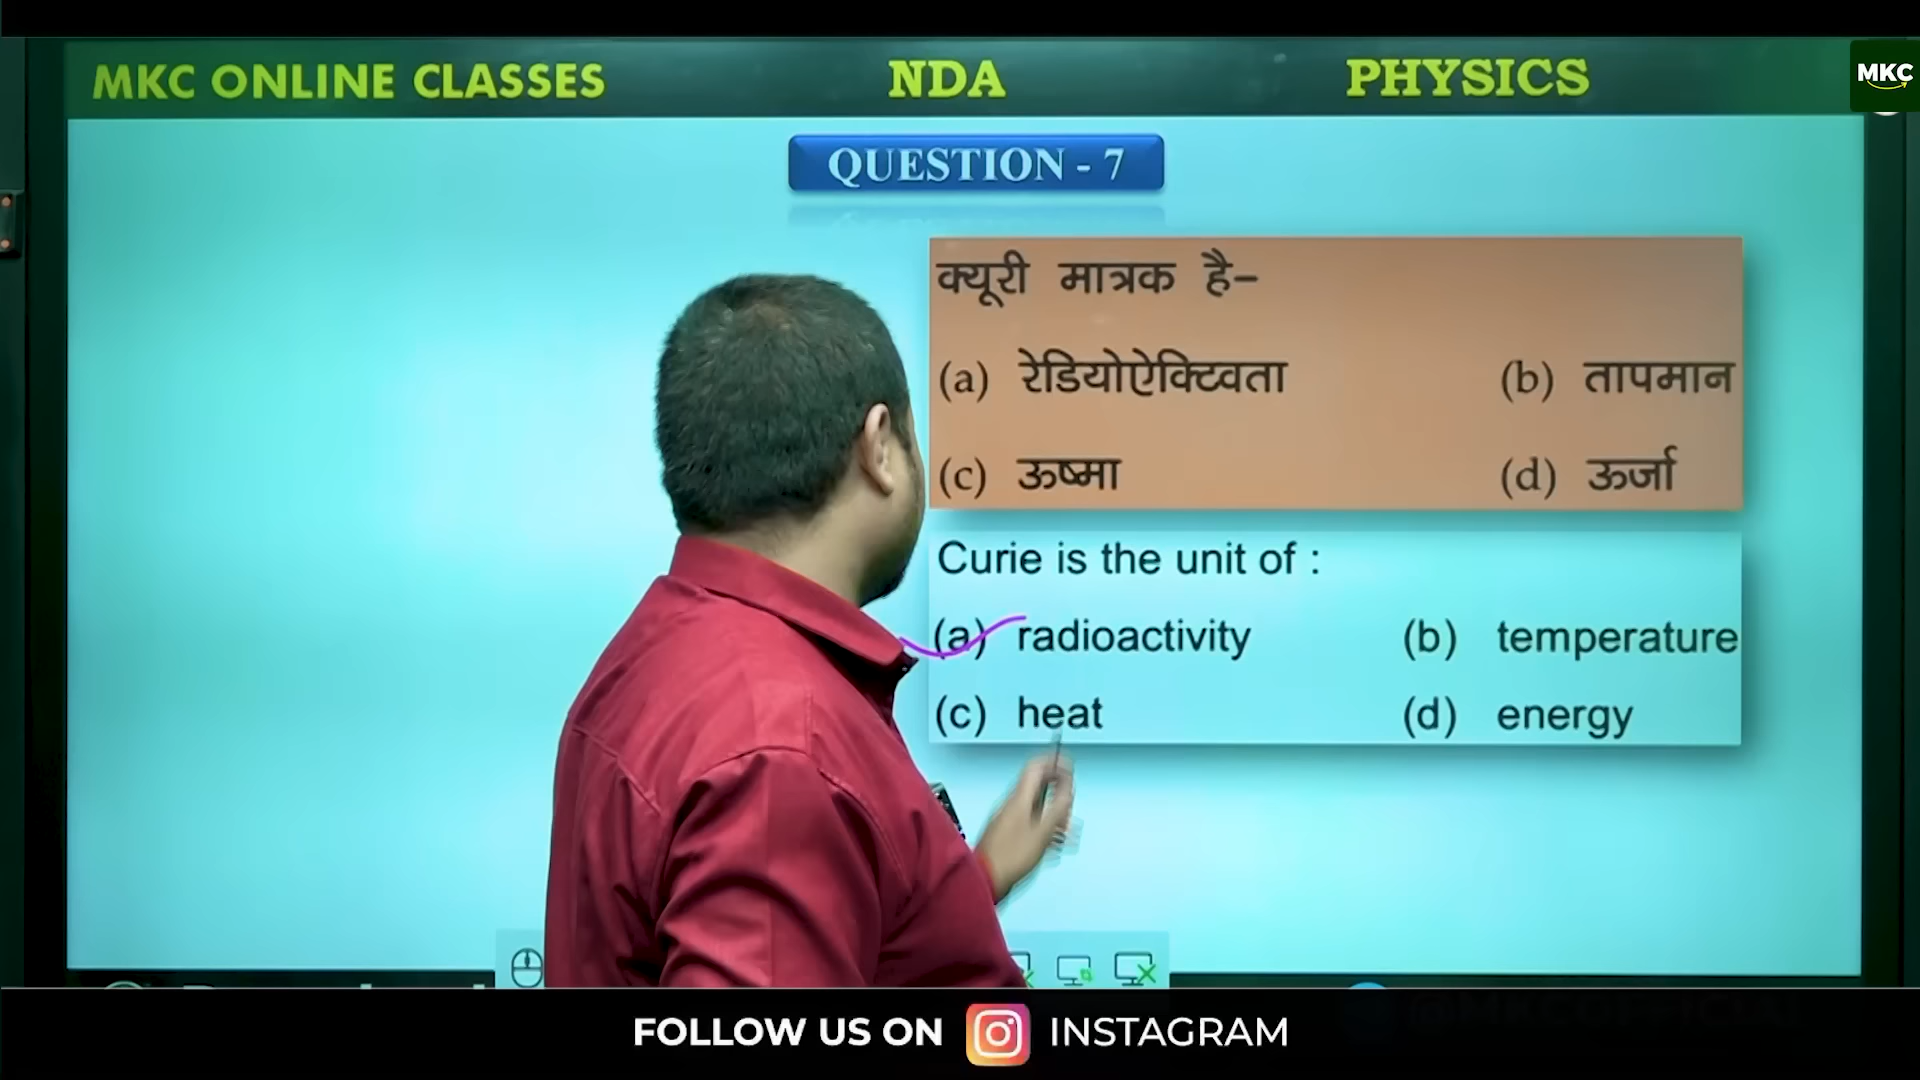 MKC ONLINE CLASSES NDA PHYSICS
MKC
QUESTION - 7
क्यूरी मात्रक है–
(a) रेडियोऐक्टिवता (b) तापमान
(c) ऊष्मा (d) ऊर्जा
Curie is the unit of :
(a) radioactivity (b) temperature
(c) heat (d) energy
FOLLOW US ON INSTAGRAM